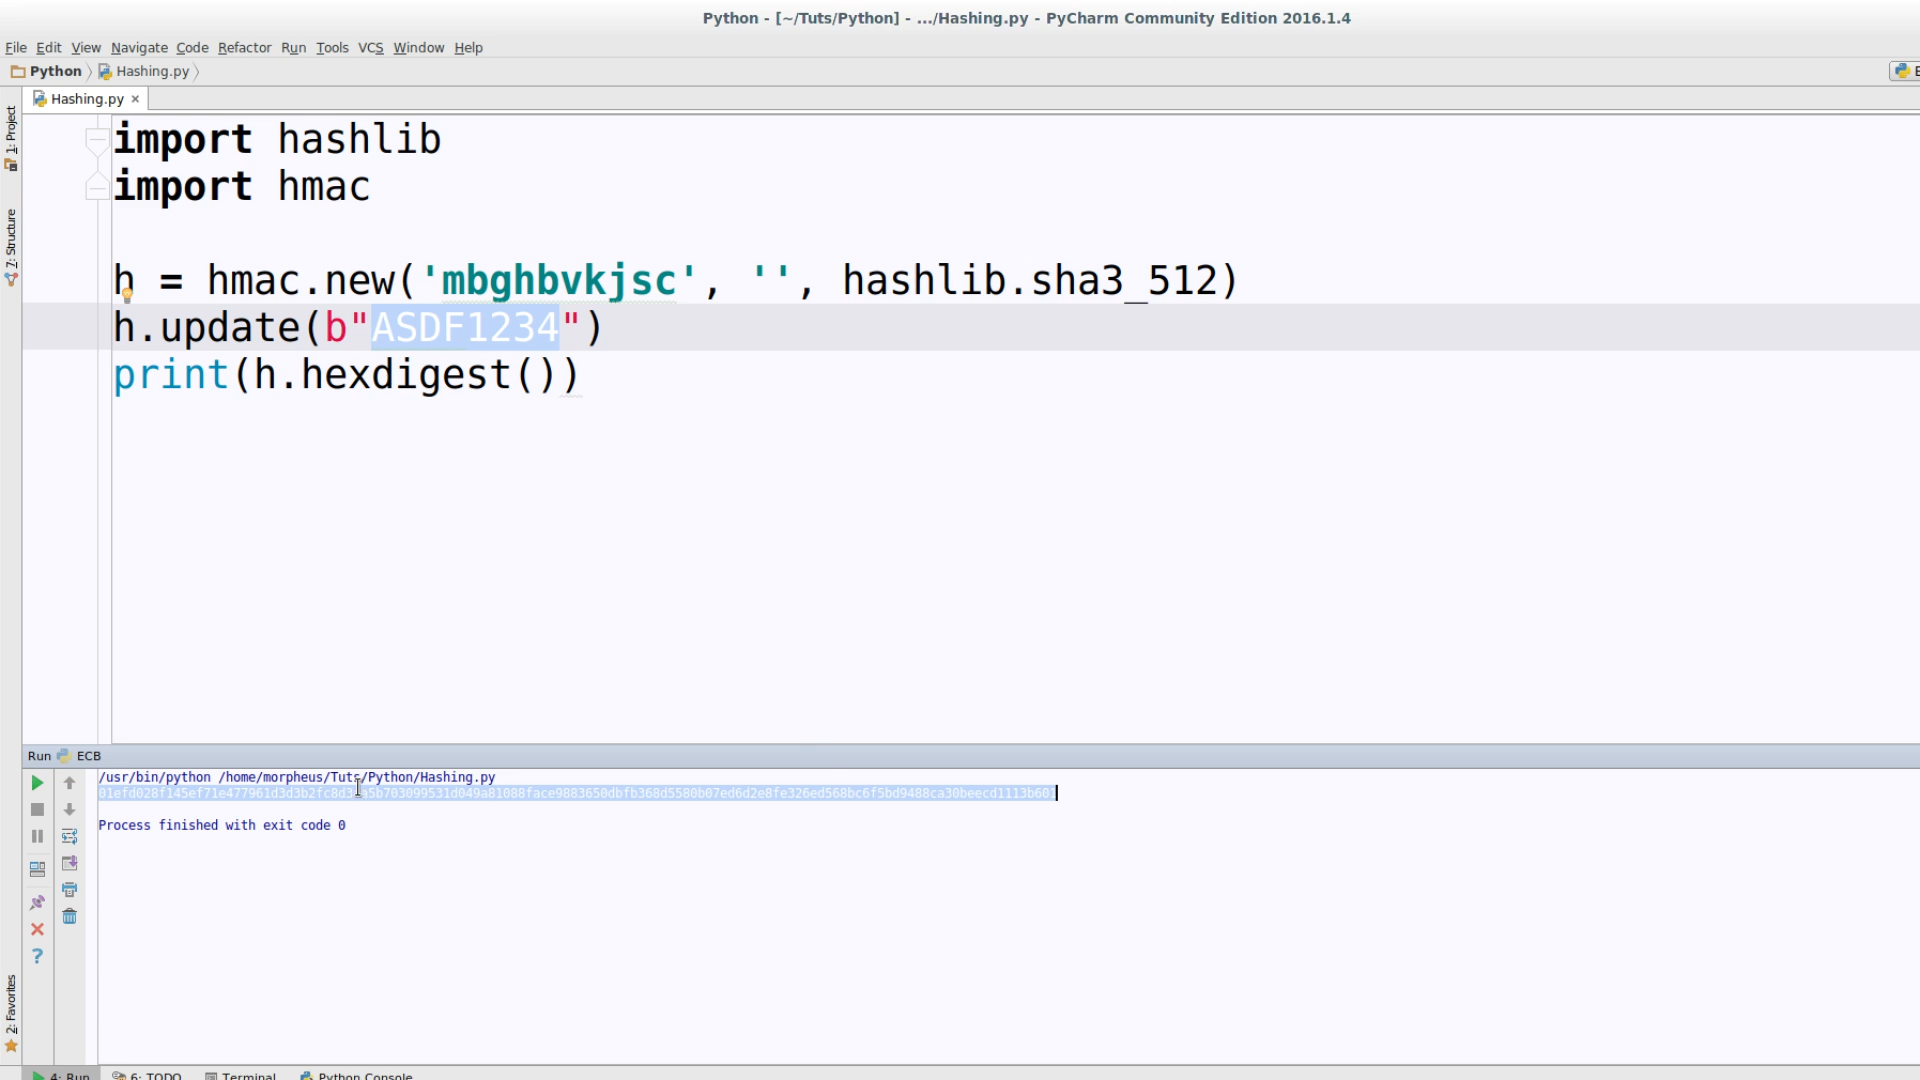 Python - [~/Tuts/Python] - .../Hashing.py - PyCharm Community Edition 2016.1.4
File Edit View Navigate Code Refactor Run Tools VCS Window Help
Python Hashing.py
Hashing.py
1: Project
7: Structure
import hashlib
import hmac
h = hmac.new('mbghbvkjsc', '', hashlib.sha3_512)
h.update(b"ASDF1234")
print(h.hexdigest())
Run ECB
/usr/bin/python /home/morpheus/Tuts/Python/Hashing.py
Process finished with exit code 0
2: Favorites
4: Run 6: TODO Terminal Python Console